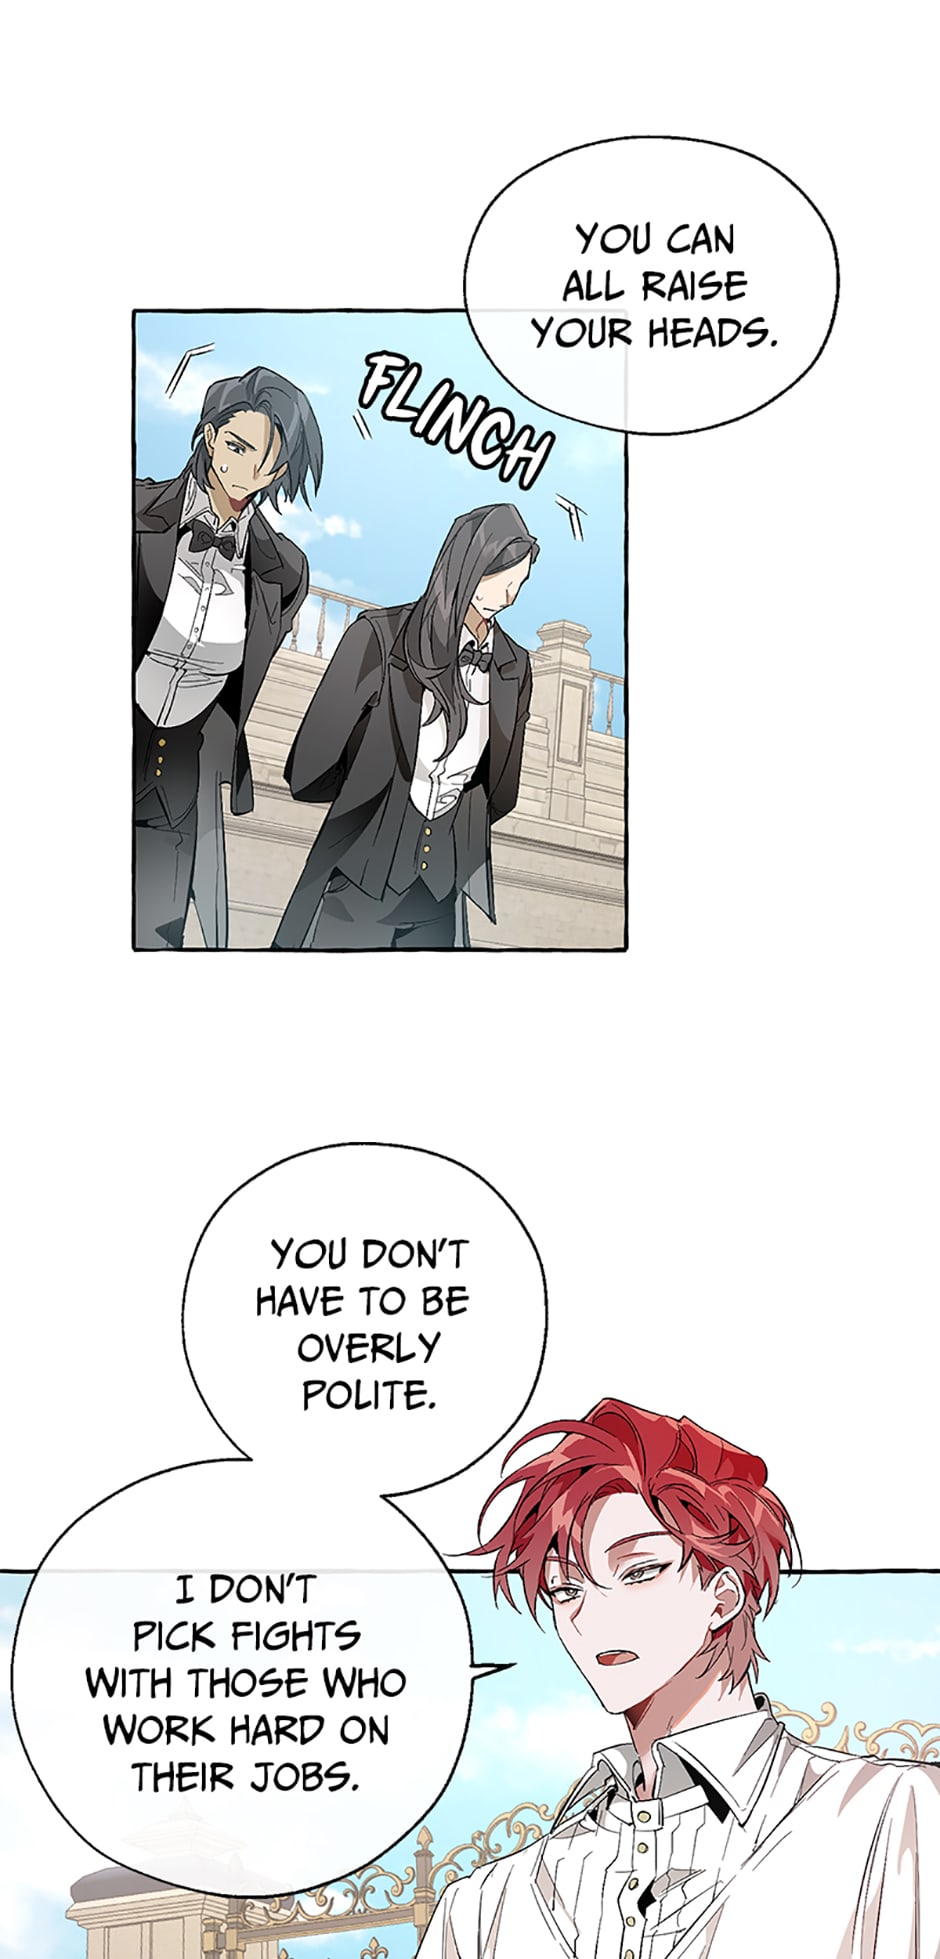 YOU CAN
ALL RAISE
YOUR HEADS.
FLINCH
YOU DON'T
HAVE TO BE
OVERLY
POLITE.
I DON'T
PICK FIGHTS
WITH THOSE WHO
WORK HARD ON
THEIR JOBS.